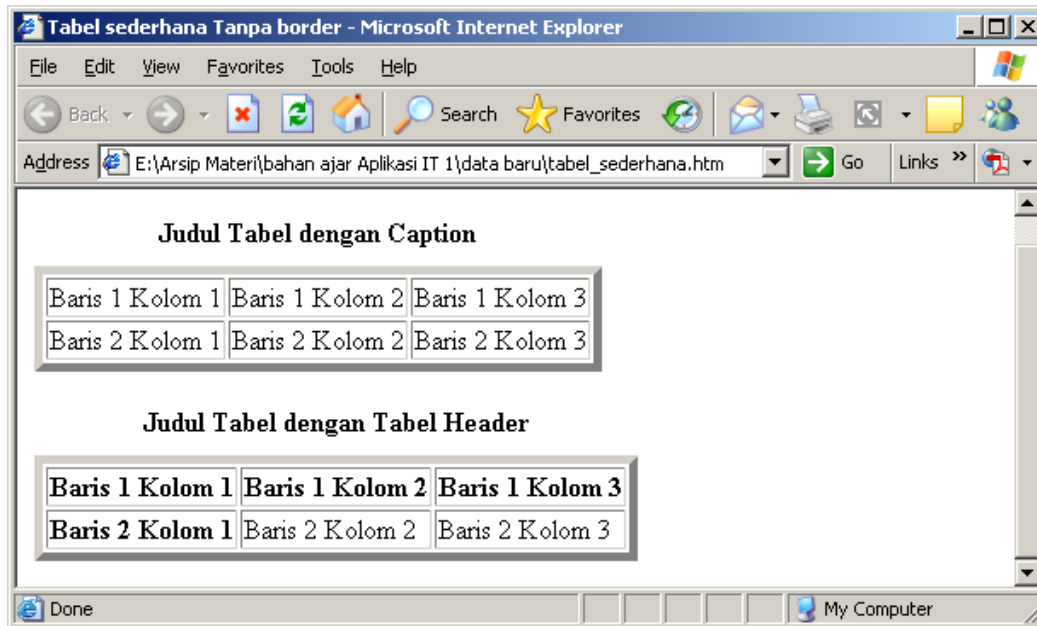 Tabel sederhana Tanpa border - Microsoft Internet Explorer
File Edit View Favorites Tools Help
Back Search Favorites
Address E:\Arsip Materi\bahan ajar Aplikasi IT 1\data baru\tabel_sederhana.htm Go Links »
Judul Tabel dengan Caption
Baris 1 Kolom 1 Baris 1 Kolom 2 Baris 1 Kolom 3
Baris 2 Kolom 1 Baris 2 Kolom 2 Baris 2 Kolom 3
Judul Tabel dengan Tabel Header
Baris 1 Kolom 1 Baris 1 Kolom 2 Baris 1 Kolom 3
Baris 2 Kolom 1 Baris 2 Kolom 2 Baris 2 Kolom 3
Done My Computer